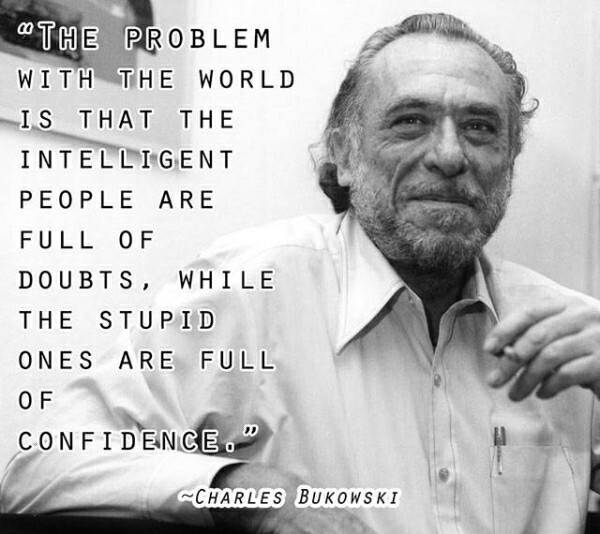 “THE PROBLEM
WITH THE WORLD
IS THAT THE
INTELLIGENT
PEOPLE ARE
FULL OF
DOUBTS, WHILE
THE STUPID
ONES ARE FULL
OF
CONFIDENCE.”
~CHARLES BUKOWSKI